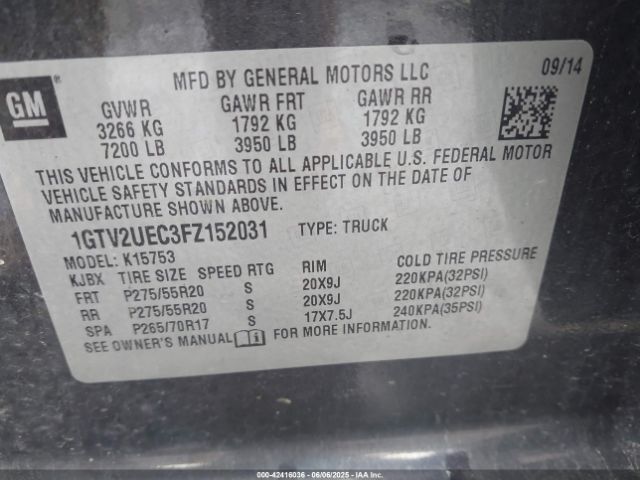 GM
MFD BY GENERAL MOTORS LLC
09/14
GVWR GAWR FRT GAWR RR
3266 KG 1792 KG 1792 KG
7200 LB 3950 LB 3950 LB
THIS VEHICLE CONFORMS TO ALL APPLICABLE U.S. FEDERAL MOTOR
VEHICLE SAFETY STANDARDS IN EFFECT ON THE DATE OF
MANUFACTURE SHOWN ABOVE.
1GTV2UEC3FZ152031 TYPE: TRUCK
MODEL: K15753
KJBX TIRE SIZE SPEED RTG RIM COLD TIRE PRESSURE
FRT P275/55R20 S 20X9J 220KPA(32PSI)
RR P275/55R20 S 20X9J 220KPA(32PSI)
SPA P265/70R17 S 17X7.5J 240KPA(35PSI)
SEE OWNER'S MANUAL FOR MORE INFORMATION.
000-42416036 - 06/06/2025 - IAATV